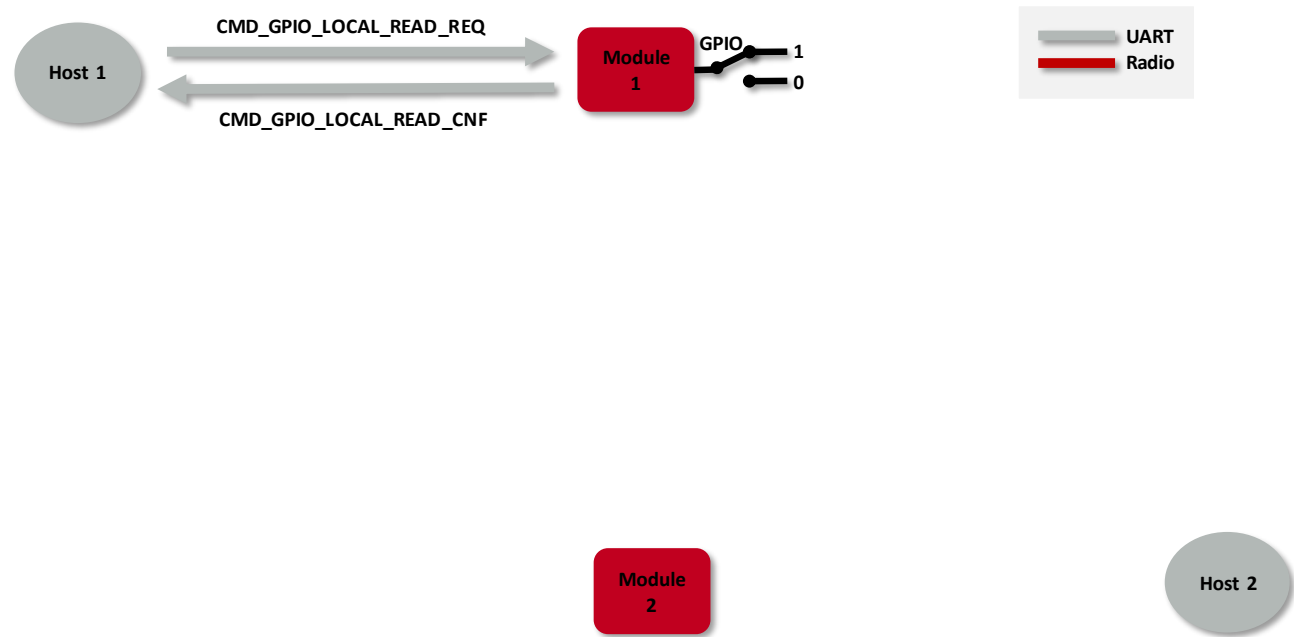 CMD_GPIO_LOCAL_READ_REQ
Host 1
Module
1
GPIO
1
0
CMD_GPIO_LOCAL_READ_CNF
UART
Radio
Module
2
Host 2